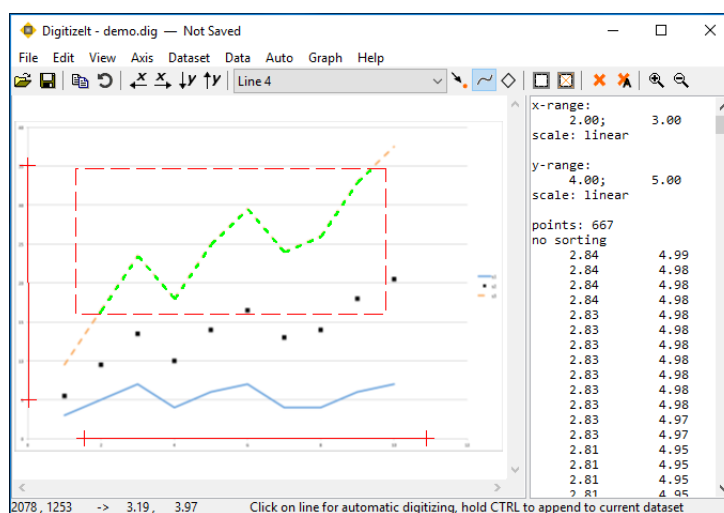 DigitizeIt - demo.dig — Not Saved
File Edit View Axis Dataset Data Auto Graph Help
x x y y Line 4
x-range:
2.00; 3.00
scale: linear
y-range:
4.00; 5.00
scale: linear
points: 667
no sorting
2.84 4.99
2.84 4.98
2.84 4.98
2.84 4.98
2.83 4.98
2.83 4.98
2.83 4.98
2.83 4.98
2.83 4.98
2.83 4.98
2.83 4.98
2.83 4.97
2.83 4.97
2.81 4.95
2.81 4.95
2.81 4.95
2.81 4.95
2078 , 1253 -> 3.19 , 3.97 Click on line for automatic digitizing, hold CTRL to append to current dataset